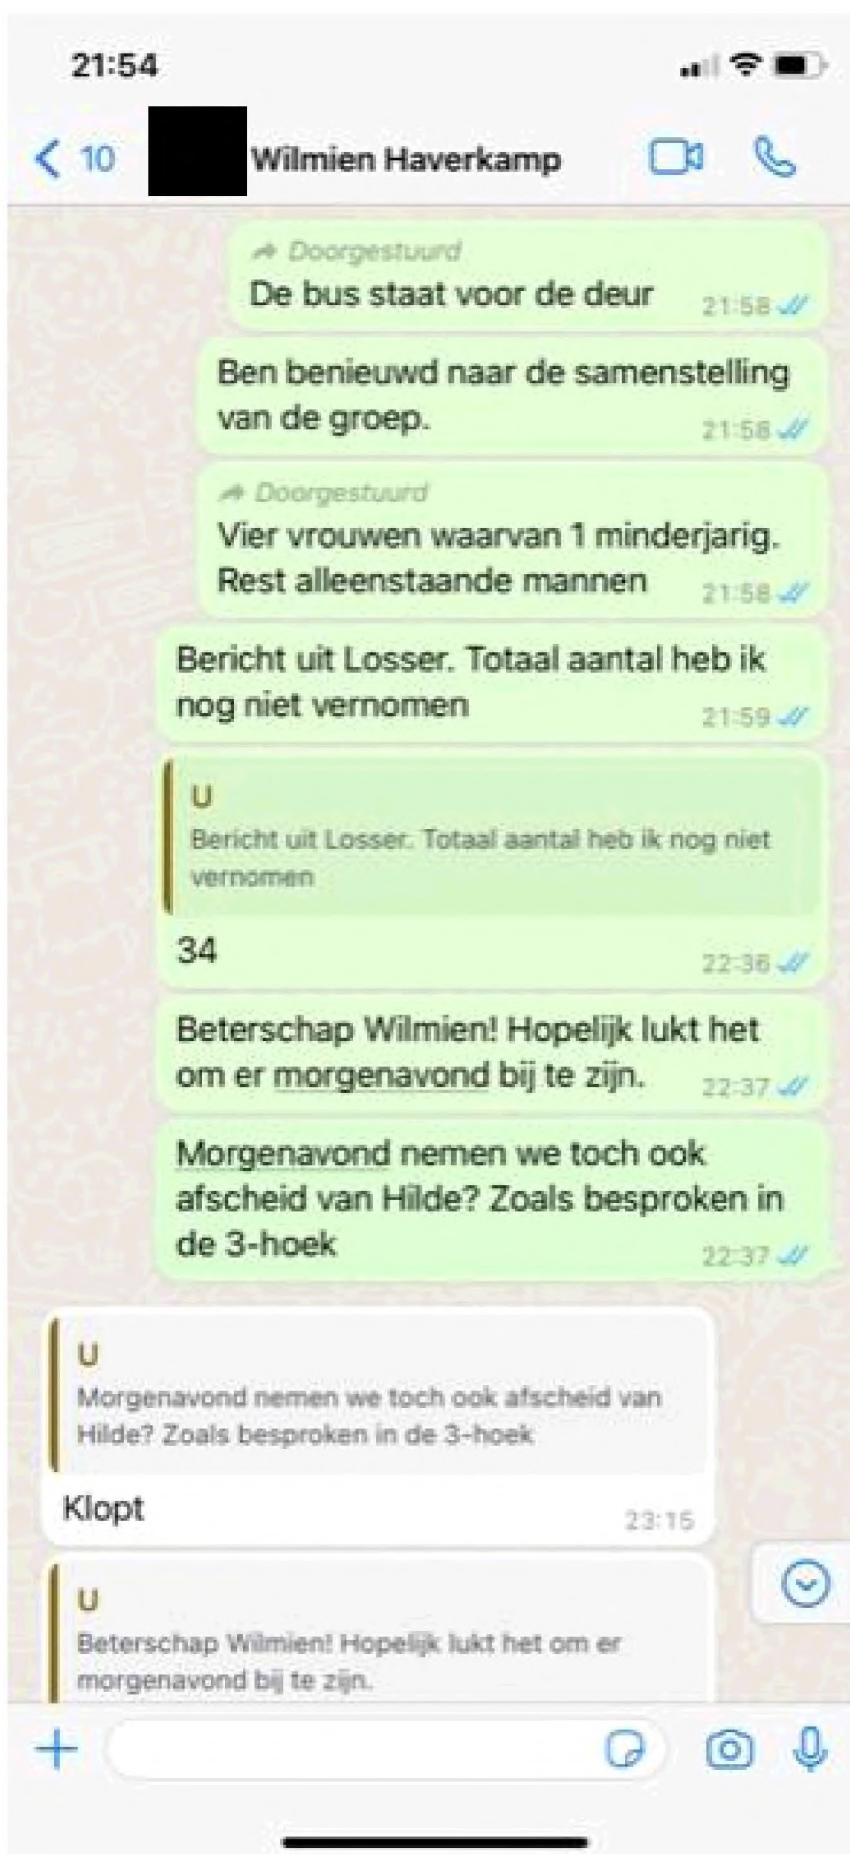 21:54
10 Wilmien Haverkamp
Doorgestuurd
De bus staat voor de deur 21:58
Ben benieuwd naar de samenstelling
van de groep. 21:58
Doorgestuurd
Vier vrouwen waarvan 1 minderjarig.
Rest alleenstaande mannen 21:58
Bericht uit Losser. Totaal aantal heb ik
nog niet vernomen 21:59
U
Bericht uit Losser. Totaal aantal heb ik nog niet
vernomen
34 22:36
Beterschap Wilmien! Hopelijk lukt het
om er morgenavond bij te zijn. 22:37
Morgenavond nemen we toch ook
afscheid van Hilde? Zoals besproken in
de 3-hoek 22:37
U
Morgenavond nemen we toch ook afscheid van
Hilde? Zoals besproken in de 3-hoek
Klopt 23:15
U
Beterschap Wilmien! Hopelijk lukt het om er
morgenavond bij te zijn.